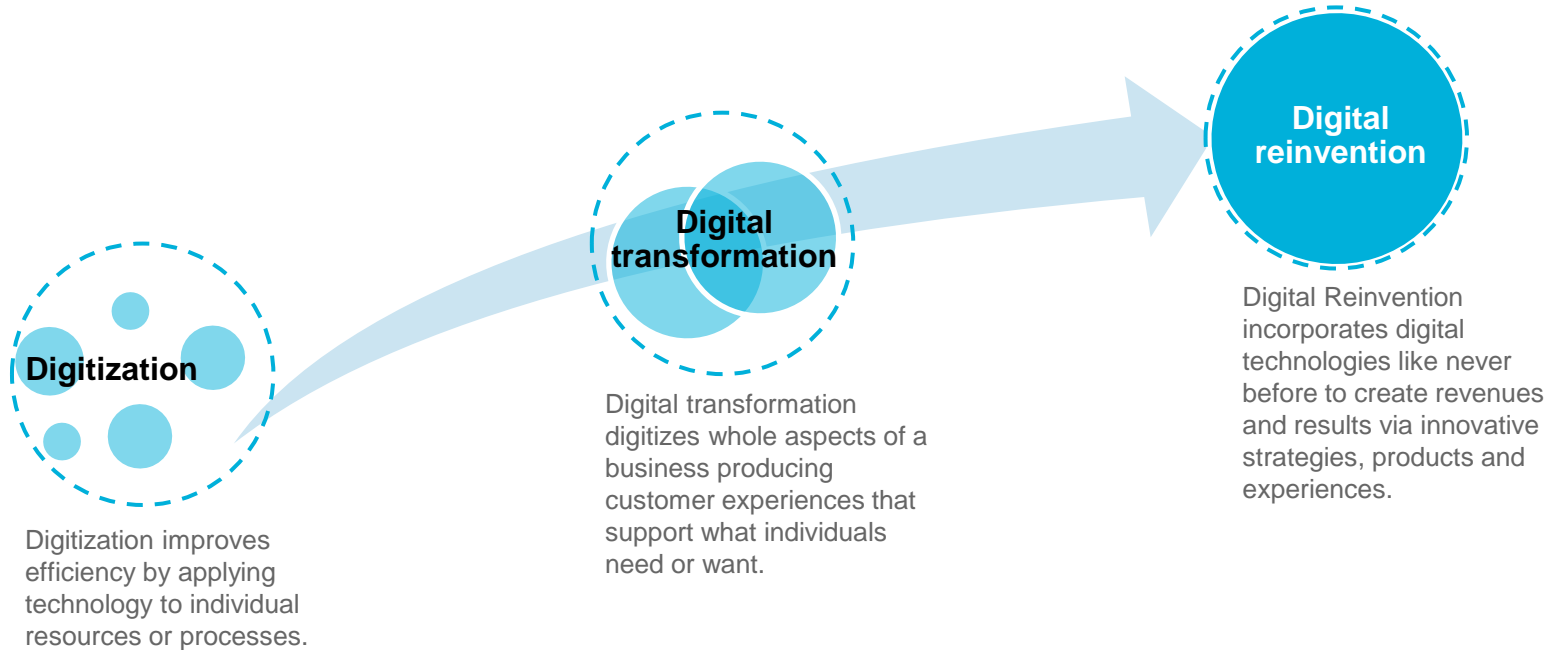 Digitization
Digitization improves
efficiency by applying
technology to individual
resources or processes.
Digital
transformation
Digital transformation
digitizes whole aspects of a
business producing
customer experiences that
support what individuals
need or want.
Digital
reinvention
Digital Reinvention
incorporates digital
technologies like never
before to create revenues
and results via innovative
strategies, products and
experiences.